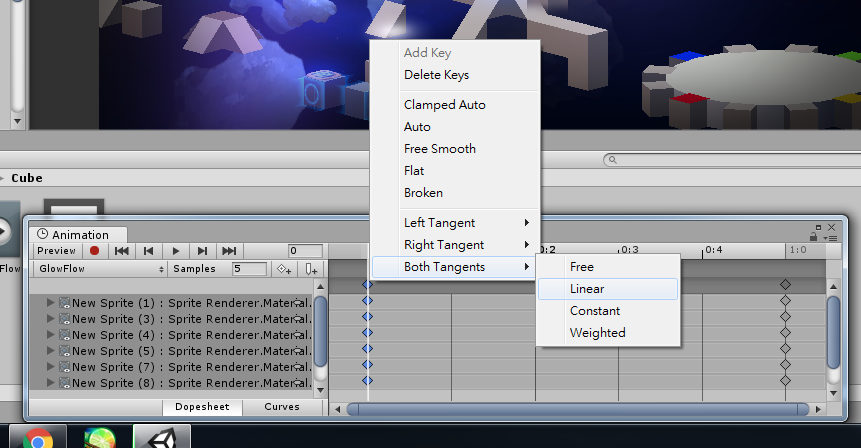 Add Key
Delete Keys
Clamped Auto
Auto
Free Smooth
Flat
Broken
Left Tangent
Right Tangent
Both Tangents
Free
Linear
Constant
Weighted
Cube
Flow
Animation
Preview
0
0:2
0:3
0:4
1:0
GlowFlow
Samples 5
New Sprite (1) : Sprite Renderer.Material.
New Sprite (3) : Sprite Renderer.Material.
New Sprite (4) : Sprite Renderer.Material.
New Sprite (5) : Sprite Renderer.Material.
New Sprite (7) : Sprite Renderer.Material.
New Sprite (8) : Sprite Renderer.Material.
Dopesheet
Curves